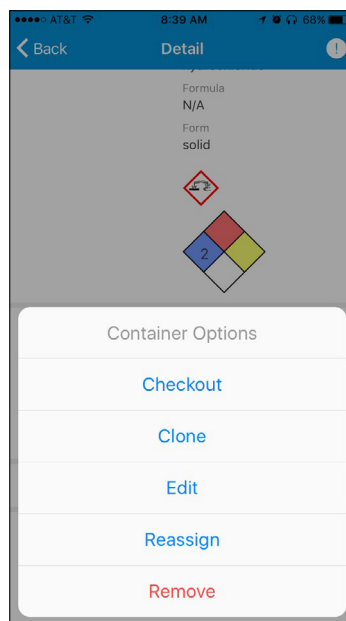 AT&T 8:39 AM 68%
Back Detail !
Formula
N/A
Form
solid
2
Container Options
Checkout
Clone
Edit
Reassign
Remove